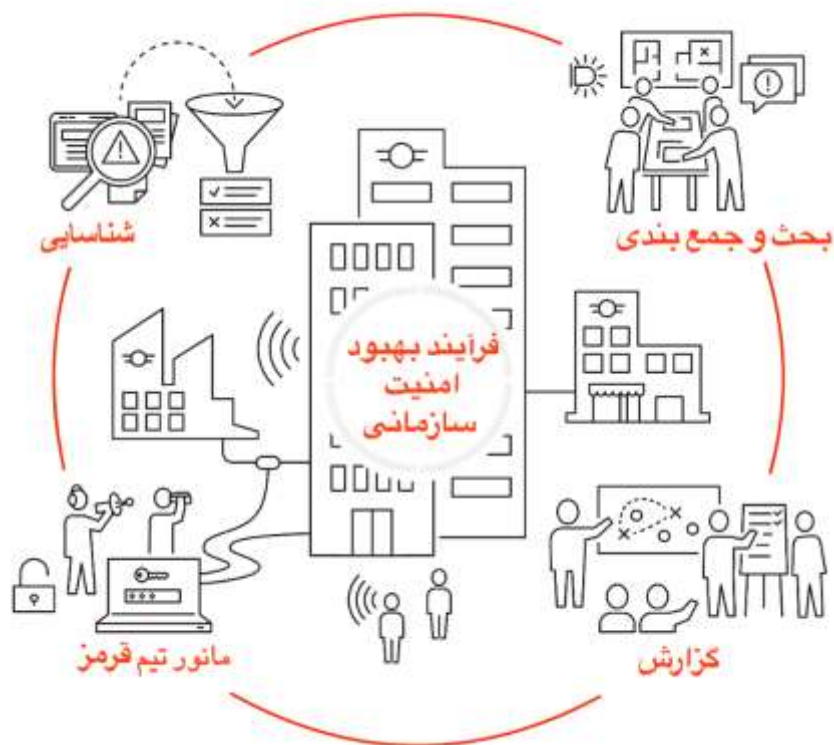 شناسایی
بحث و جمع بندی
فرآیند بهبود
امنیت
سازمانی
مانور تیم قرمز
گزارش